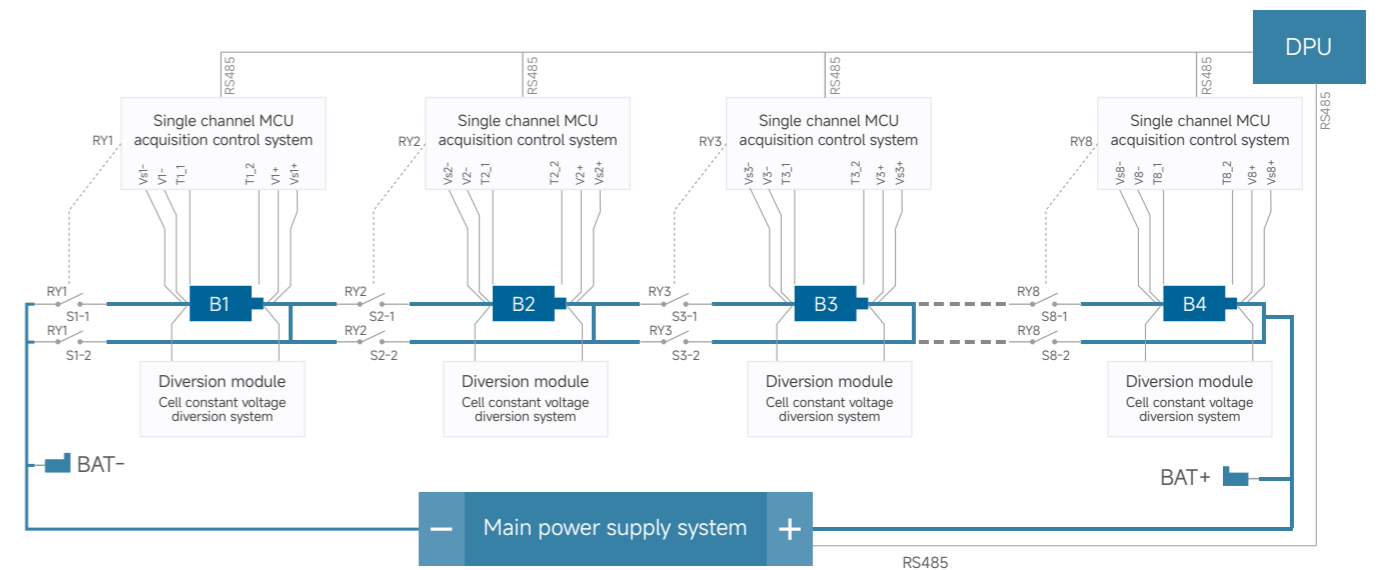 DPU
RS485
RS485
RS485
RS485
RS485
Single channel MCU
acquisition control system
Single channel MCU
acquisition control system
Single channel MCU
acquisition control system
Single channel MCU
acquisition control system
RY1
RY2
RY3
RY8
Vs1-
V1-
T1_1
T1_2
V1+
Vs1+
Vs2-
V2-
T2_1
T2_2
V2+
Vs2+
Vs3-
V3-
T3_1
T3_2
V3+
Vs3+
Vs8-
V8-
T8_1
T8_2
V8+
Vs8+
RY1
B1
RY2
B2
RY3
B3
RY8
B4
S1-1
S2-1
S3-1
S8-1
RY1
RY2
RY3
RY8
S1-2
S2-2
S3-2
S8-2
Diversion module
Cell constant voltage
diversion system
Diversion module
Cell constant voltage
diversion system
Diversion module
Cell constant voltage
diversion system
Diversion module
Cell constant voltage
diversion system
BAT-
BAT+
− Main power supply system +
RS485